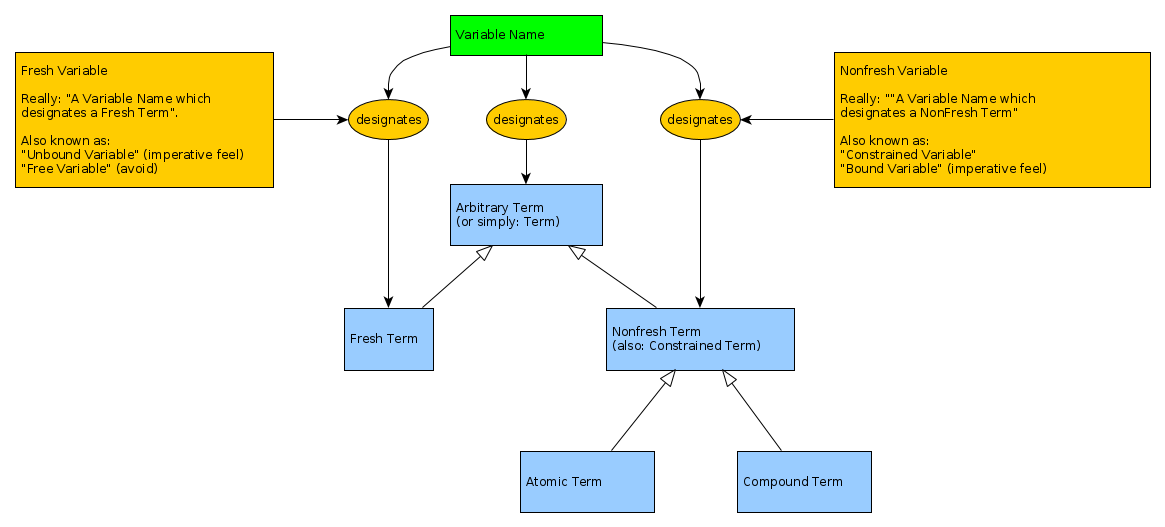 Variable Name
Fresh Variable
Really: "A Variable Name which
designates a Fresh Term".
Also known as:
"Unbound Variable" (imperative feel)
"Free Variable" (avoid)
Nonfresh Variable
Really: ""A Variable Name which
designates a NonFresh Term"
Also known as:
"Constrained Variable"
"Bound Variable" (imperative feel)
designates
designates
designates
Arbitrary Term
(or simply: Term)
Fresh Term
Nonfresh Term
(also: Constrained Term)
Atomic Term
Compound Term